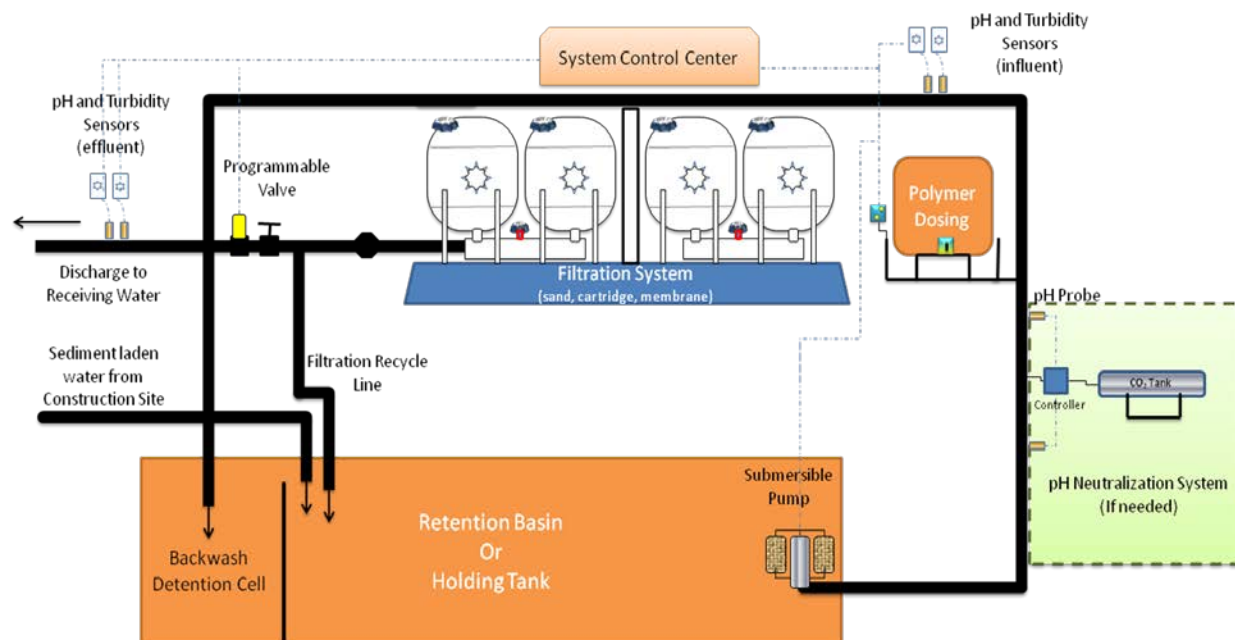 pH and Turbidity
Sensors
(influent)
System Control Center
pH and Turbidity
Sensors
(effluent)
Programmable
Valve
Polymer
Dosing
Discharge to
Receiving Water
Filtration System
(sand, cartridge, membrane)
pH Probe
Sediment laden
water from
Construction Site
Filtration Recycle
Line
CO₂ Tank
Controller
Submersible
Pump
pH Neutralization System
(If needed)
Retention Basin
Or
Holding Tank
Backwash
Detention Cell